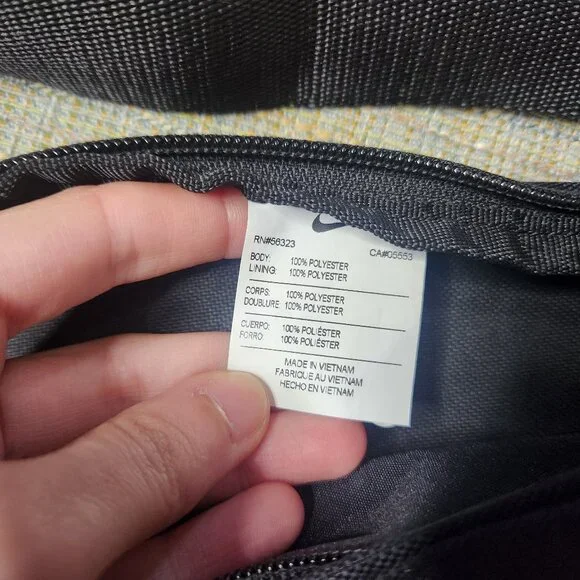 RN#56323 CA#05553
BODY: 100% POLYESTER
LINING: 100% POLYESTER
CORPS: 100% POLYESTER
DOUBLURE: 100% POLYESTER
CUERPO: 100% POLIÉSTER
FORRO: 100% POLIÉSTER
MADE IN VIETNAM
FABRIQUE AU VIETNAM
HECHO EN VIETNAM